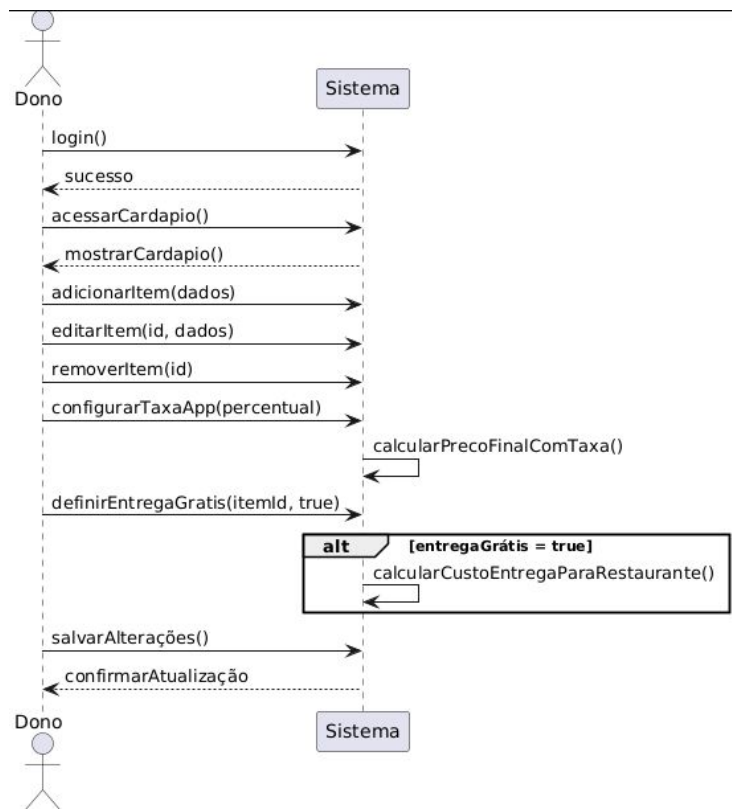 Dono
Sistema
login()
sucesso
acessarCardapio()
mostrarCardapio()
adicionarItem(dados)
editarItem(id, dados)
removerItem(id)
configurarTaxaApp(percentual)
calcularPrecoFinalComTaxa()
definirEntregaGratis(itemId, true)
alt [entregaGrátis = true]
calcularCustoEntregaParaRestaurante()
salvarAlterações()
confirmarAtualização
Dono
Sistema